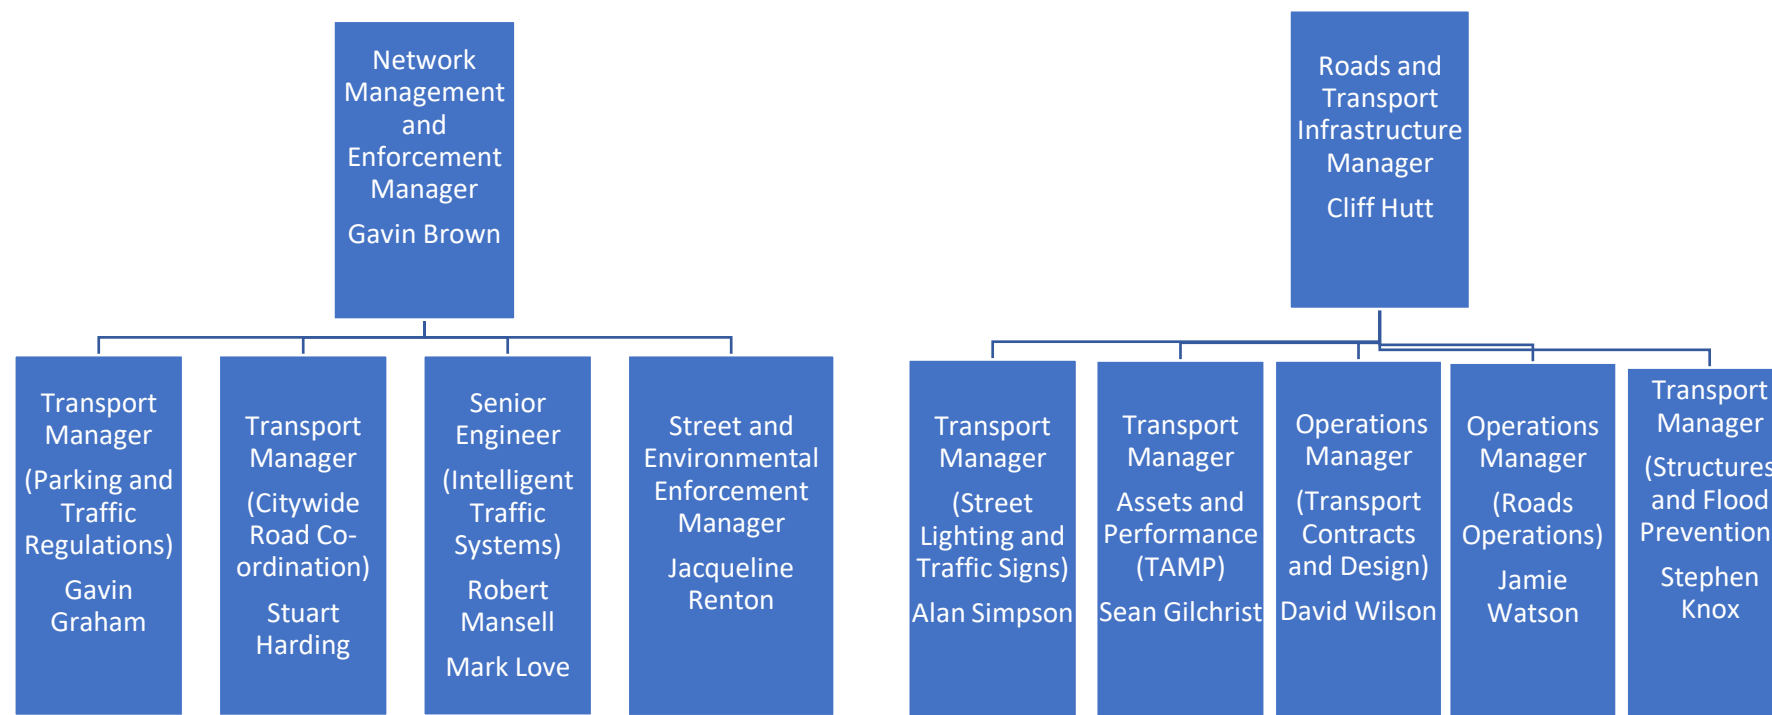 Network
Management
and
Enforcement
Manager
Gavin Brown
Transport
Manager
(Parking and
Traffic
Regulations)
Gavin
Graham
Transport
Manager
(Citywide
Road Co-
ordination)
Stuart
Harding
Senior
Engineer
(Intelligent
Traffic
Systems)
Robert
Mansell
Mark Love
Street and
Environmental
Enforcement
Manager
Jacqueline
Renton
Roads and
Transport
Infrastructure
Manager
Cliff Hutt
Transport
Manager
(Street
Lighting and
Traffic Signs)
Alan Simpson
Transport
Manager
Assets and
Performance
(TAMP)
Sean Gilchrist
Operations
Manager
(Transport
Contracts
and Design)
David Wilson
Operations
Manager
(Roads
Operations)
Jamie
Watson
Transport
Manager
(Structures
and Flood
Prevention
Stephen
Knox